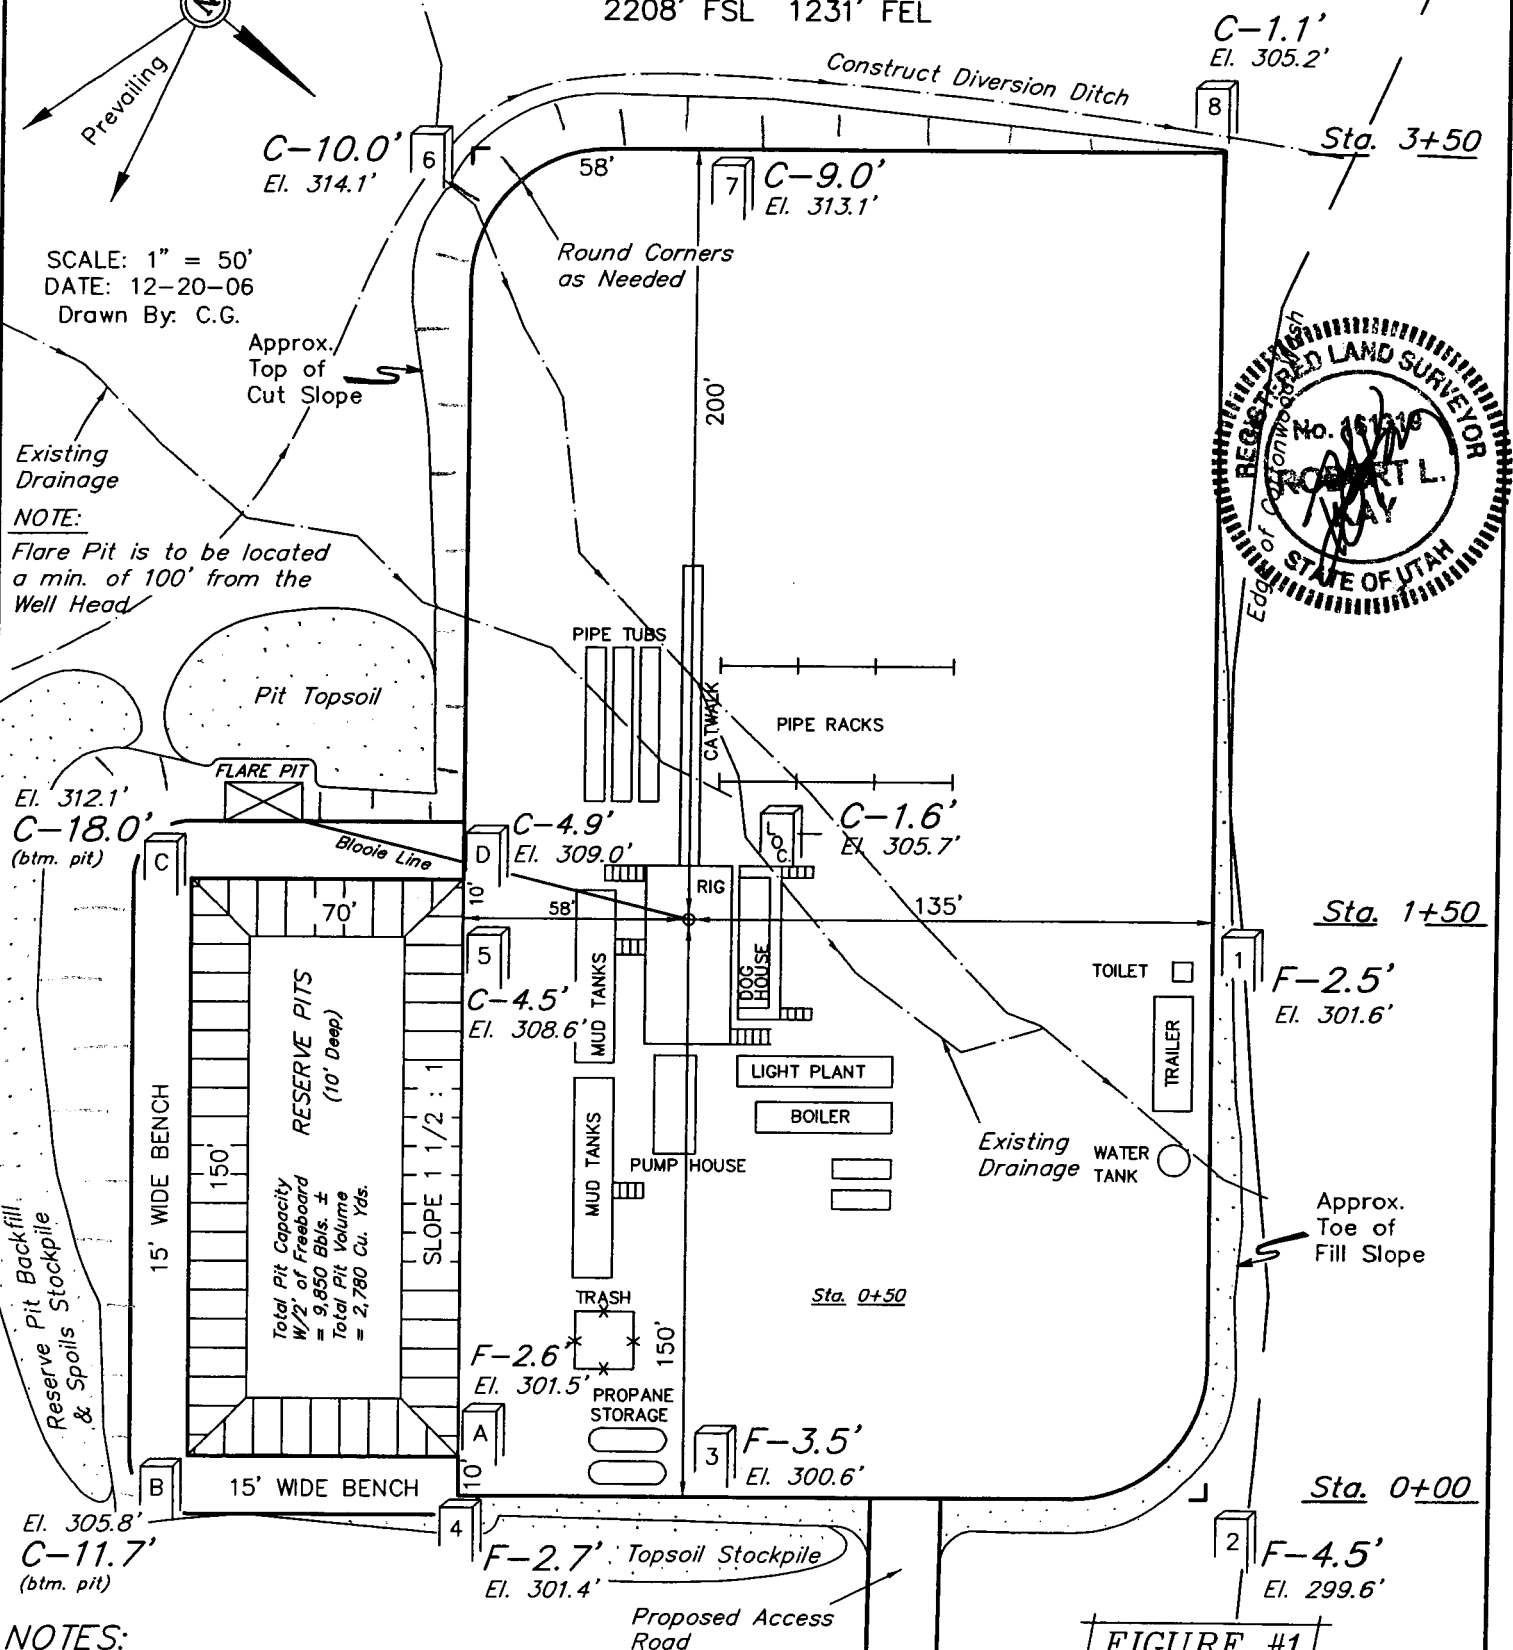 2208' FSL 1231' FEL
C-1.1'
El. 305.2'
Construct Diversion Ditch
8
Prevailing
Sta. 3+50
C-10.0'
El. 314.1'
6
58'
7
C-9.0'
El. 313.1'
Round Corners
as Needed
SCALE: 1" = 50'
DATE: 12-20-06
Drawn By: C.G.
Approx.
Top of
Cut Slope
200'
REGISTERED LAND SURVEYOR
No. 161319
ROBERT L.
KAY
STATE OF UTAH
Edge of Cottonwood Wash
Existing
Drainage
NOTE:
Flare Pit is to be located
a min. of 100' from the
Well Head
PIPE TUBS
Pit Topsoil
CATWALK
PIPE RACKS
FLARE PIT
El. 312.1'
C-18.0'
(btm. pit)
C
Blooie Line
D
C-4.9'
El. 309.0'
LOC.
C-1.6'
El. 305.7'
RIG
70'
10'
58'
135'
Sta. 1+50
5
C-4.5'
El. 308.6'
MUD TANKS
DOG
HOUSE
TOILET
1
F-2.5'
El. 301.6'
TRAILER
RESERVE PITS
(10' Deep)
SLOPE 1 1/2 : 1
LIGHT PLANT
BOILER
15' WIDE BENCH
150'
Total Pit Capacity
W/2' of Freeboard
= 9,850 Bbls. ±
Total Pit Volume
= 2,780 Cu. Yds.
MUD TANKS
PUMP HOUSE
Existing
Drainage
WATER
TANK
Approx.
Toe of
Fill Slope
Reserve Pit Backfill
& Spoils Stockpile
Sta. 0+50
TRASH
150'
F-2.6'
El. 301.5'
PROPANE
STORAGE
A
10'
3
F-3.5'
El. 300.6'
B
15' WIDE BENCH
Sta. 0+00
El. 305.8'
C-11.7'
(btm. pit)
4
F-2.7'
El. 301.4'
Topsoil Stockpile
2
F-4.5'
El. 299.6'
Proposed Access
Road
NOTES:
FIGURE #1